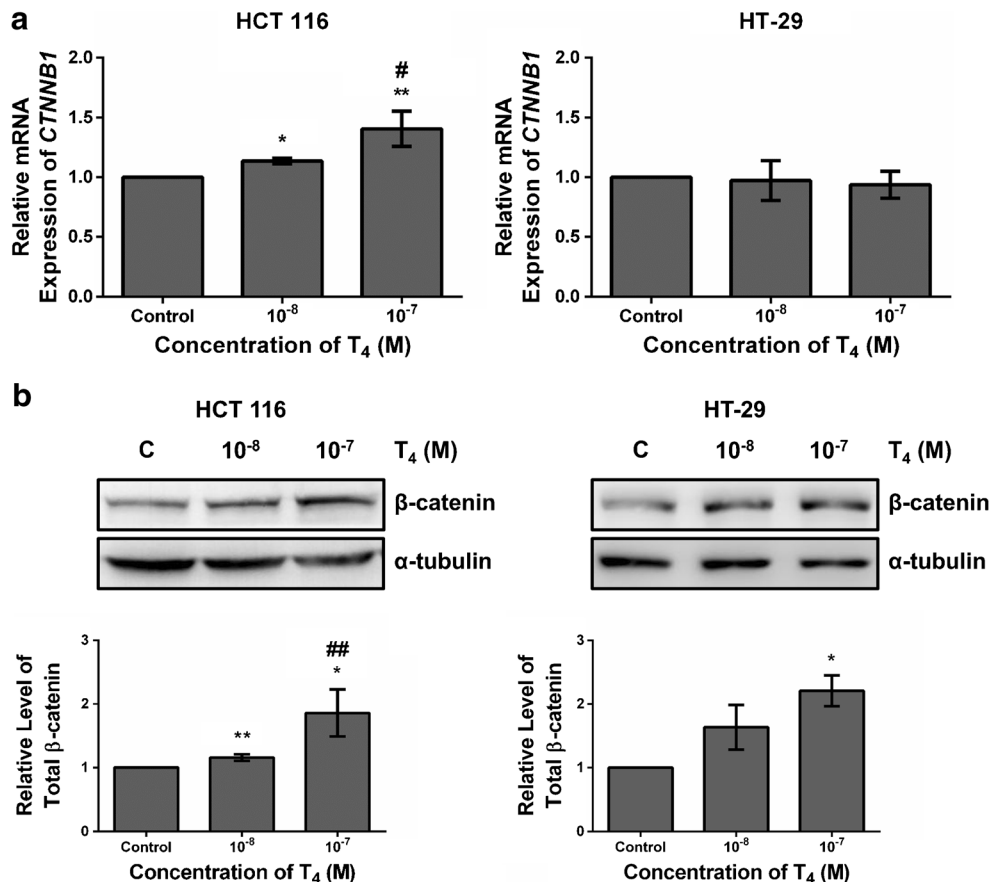 a
HCT 116
Relative mRNA
Expression of CTNNB1
2.0
1.5
1.0
0.5
0.0
*
#
**
Control
10⁻⁸
10⁻⁷
Concentration of T₄ (M)
HT-29
Relative mRNA
Expression of CTNNB1
2.0
1.5
1.0
0.5
0.0
Control
10⁻⁸
10⁻⁷
Concentration of T₄ (M)
b
HCT 116
C 10⁻⁸ 10⁻⁷ T₄ (M)
β-catenin
α-tubulin
Relative Level of
Total β-catenin
3
2
1
0
**
##
*
Control
10⁻⁸
10⁻⁷
Concentration of T₄ (M)
HT-29
C 10⁻⁸ 10⁻⁷ T₄ (M)
β-catenin
α-tubulin
Relative Level of
Total β-catenin
3
2
1
0
*
Control
10⁻⁸
10⁻⁷
Concentration of T₄ (M)